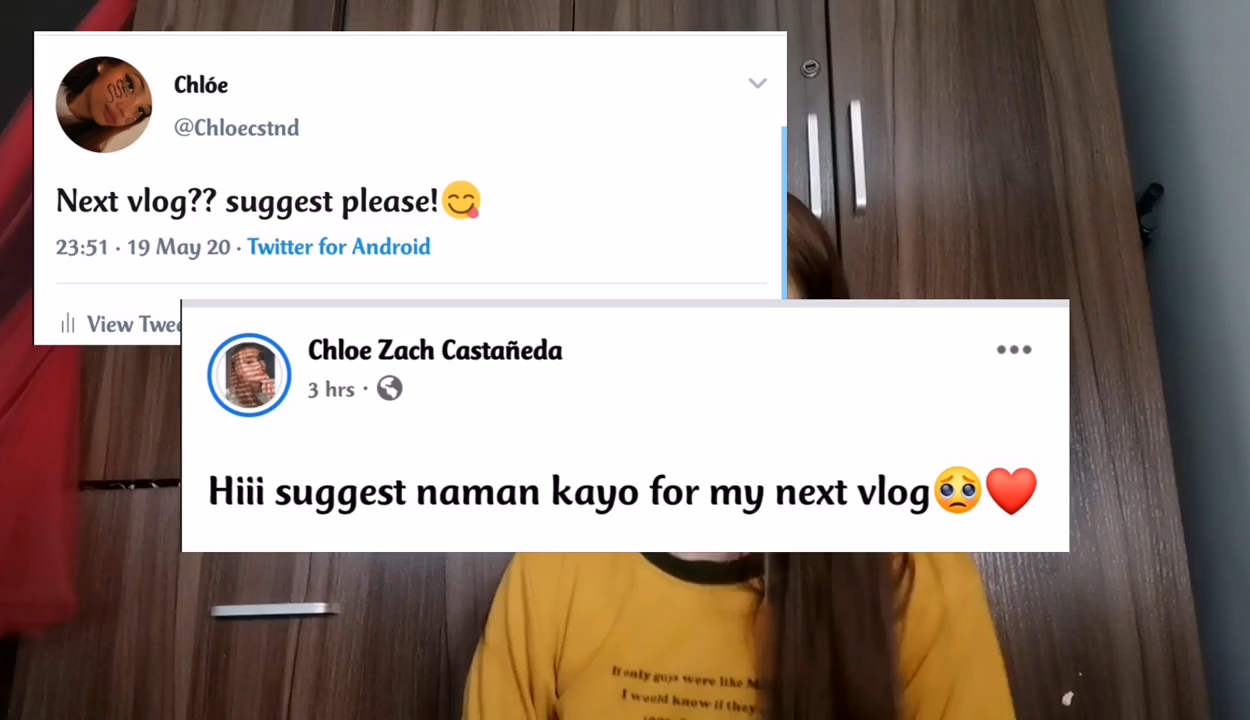 Chlóe
@Chloecstnd
Next vlog?? suggest please!😋
23:51 · 19 May 20 · Twitter for Android
View
Chloe Zach Castañeda
3 hrs ·
Hiii suggest naman kayo for my next vlog🥺❤️
If only guys were like
I would know if they